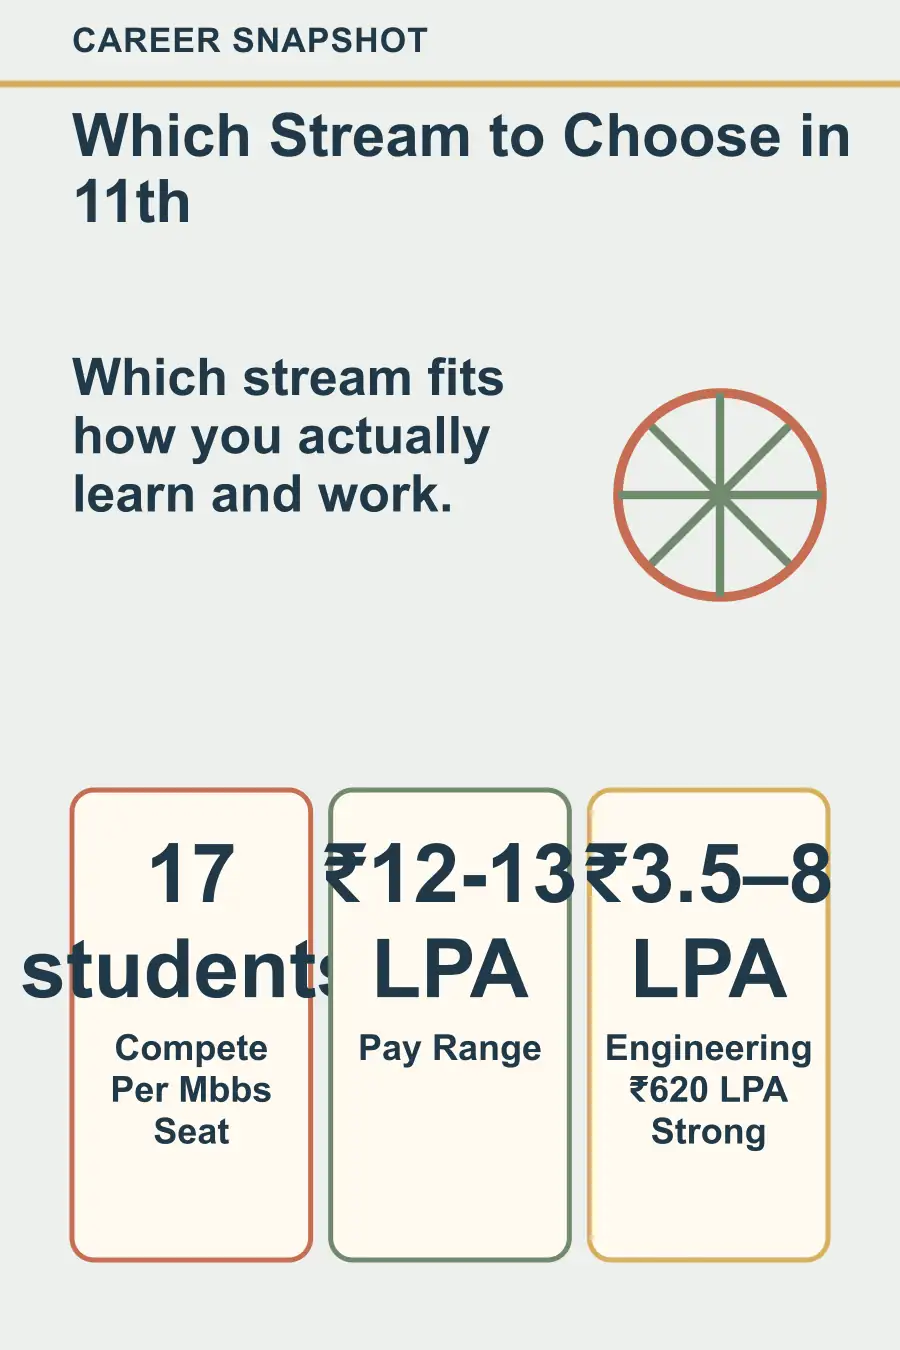 CAREER SNAPSHOT
Which Stream to Choose in
11th
Which stream fits
how you actually
learn and work.
17
students
Compete
Per Mbbs
Seat
₹12-13
LPA
Pay Range
₹3.5–8
LPA
Engineering
₹620 LPA
Strong